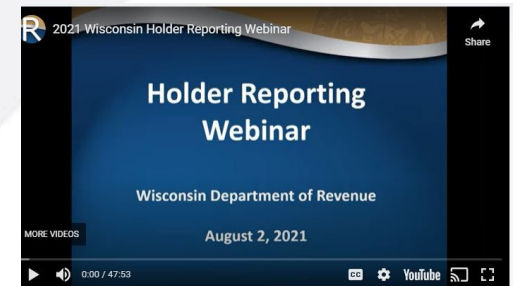 R 2021 Wisconsin Holder Reporting Webinar
Share
Holder Reporting
Webinar
Wisconsin Department of Revenue
August 2, 2021
MORE VIDEOS
0:00 / 47:53
CC YouTube